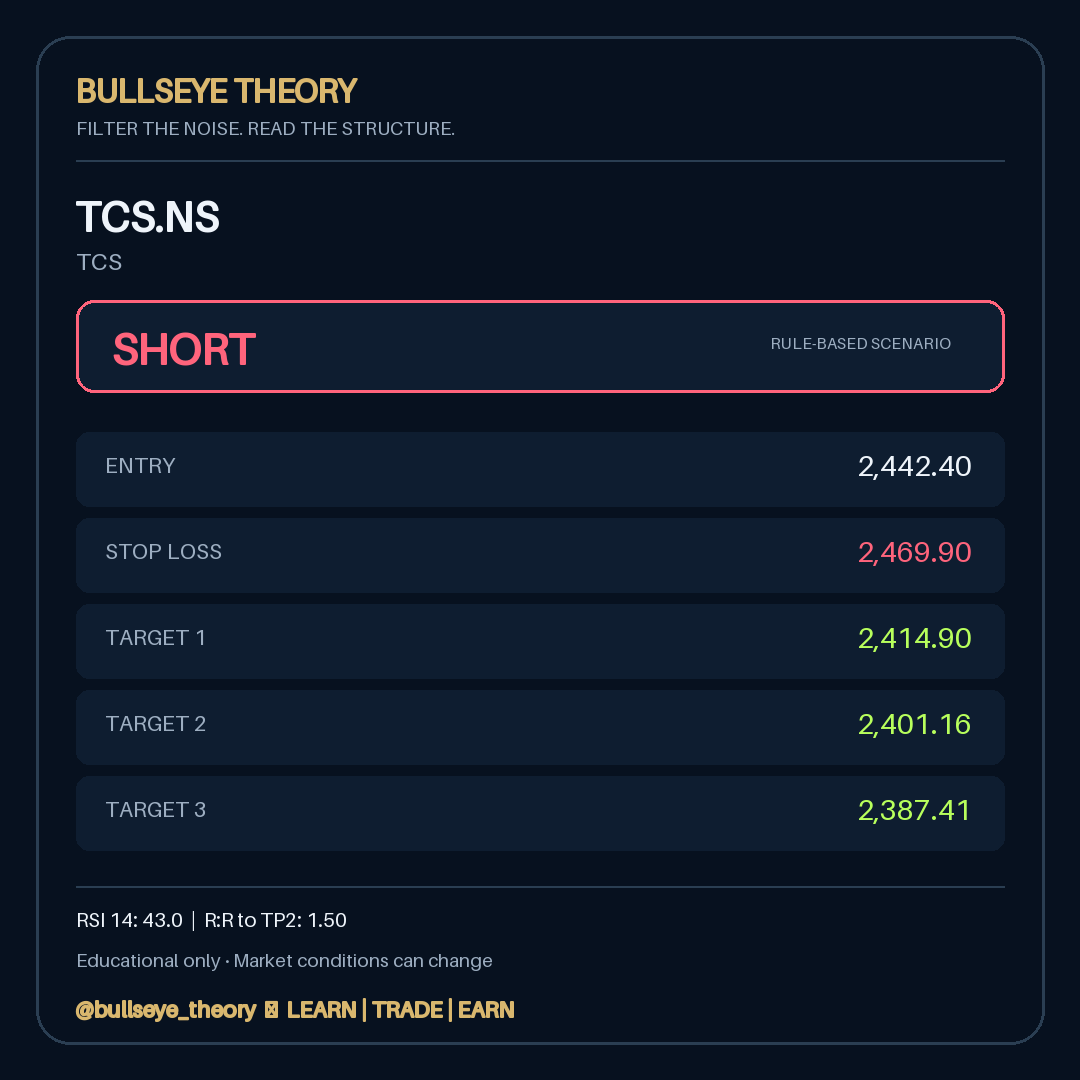 BULLSEYE THEORY
FILTER THE NOISE. READ THE STRUCTURE.
TCS.NS
TCS
SHORT
RULE-BASED SCENARIO
ENTRY 2,442.40
STOP LOSS 2,469.90
TARGET 1 2,414.90
TARGET 2 2,401.16
TARGET 3 2,387.41
RSI 14: 43.0 | R:R to TP2: 1.50
Educational only · Market conditions can change
@bullseye_theory LEARN | TRADE | EARN